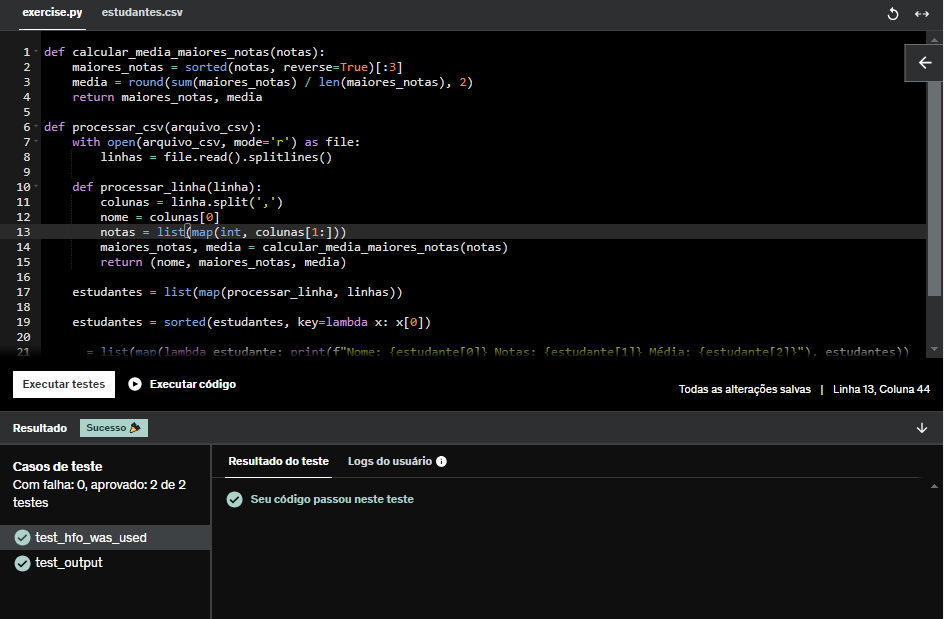 exercise.py estudantes.csv
1 def calcular_media_maiores_notas(notas):
2 maiores_notas = sorted(notas, reverse=True)[:3]
3 media = round(sum(maiores_notas) / len(maiores_notas), 2)
4 return maiores_notas, media
5
6 def processar_csv(arquivo_csv):
7 with open(arquivo_csv, mode='r') as file:
8 linhas = file.read().splitlines()
9
10 def processar_linha(linha):
11 colunas = linha.split(',')
12 nome = colunas[0]
13 notas = list(map(int, colunas[1:]))
14 maiores_notas, media = calcular_media_maiores_notas(notas)
15 return (nome, maiores_notas, media)
16
17 estudantes = list(map(processar_linha, linhas))
18
19 estudantes = sorted(estudantes, key=lambda x: x[0])
20
21 = list(map(lambda estudante: print(f"Nome: {estudante[0]} Notas: {estudante[1]} Média: {estudante[2]}"), estudantes))
Executar testes Executar código
Todas as alterações salvas | Linha 13, Coluna 44
Resultado Sucesso 🎉
Casos de teste
Com falha: 0, aprovado: 2 de 2
testes
test_hfo_was_used
test_output
Resultado do teste Logs do usuário
Seu código passou neste teste